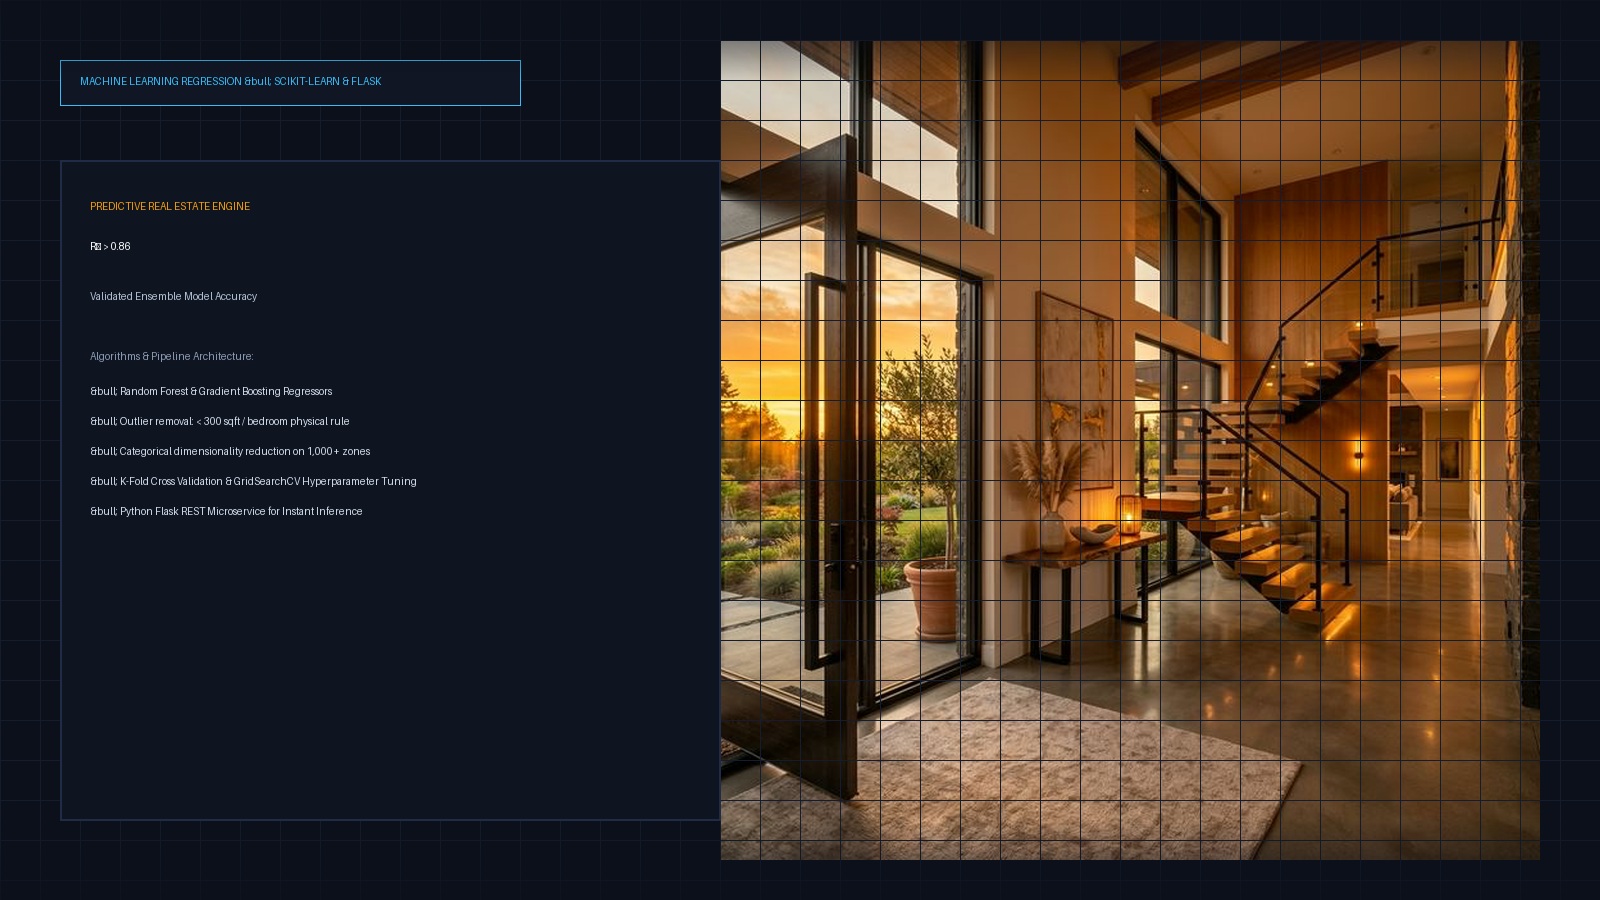 MACHINE LEARNING REGRESSION &bull; SCIKIT-LEARN & FLASK
PREDICTIVE REAL ESTATE ENGINE
R▯ > 0.86
Validated Ensemble Model Accuracy
Algorithms & Pipeline Architecture:
&bull; Random Forest & Gradient Boosting Regressors
&bull; Outlier removal: < 300 sqft / bedroom physical rule
&bull; Categorical dimensionality reduction on 1,000+ zones
&bull; K-Fold Cross Validation & GridSearchCV Hyperparameter Tuning
&bull; Python Flask REST Microservice for Instant Inference